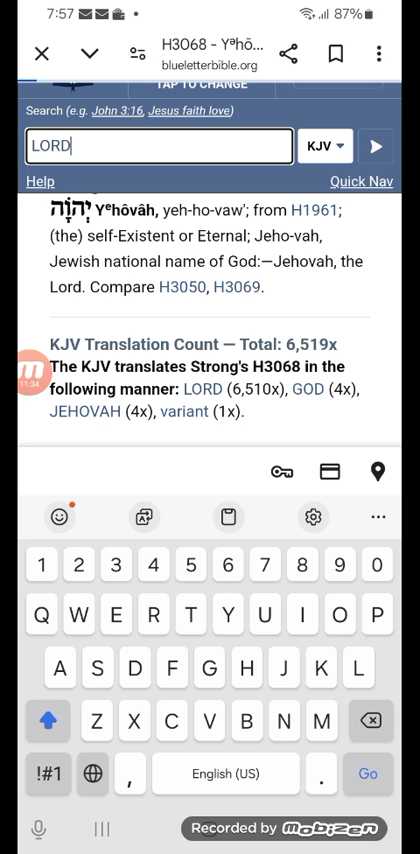 7:57
87%
H3068 - Yᵊhō...
blueletterbible.org
TAP TO CHANGE
Search (e.g. John 3:16, Jesus faith love)
LORD
KJV
Help
Quick Nav
יְהֹוָה Yᵉhôvâh, yeh-ho-vaw'; from H1961;
(the) self-Existent or Eternal; Jeho-vah,
Jewish national name of God:—Jehovah, the
Lord. Compare H3050, H3069.
KJV Translation Count — Total: 6,519x
The KJV translates Strong's H3068 in the
following manner: LORD (6,510x), GOD (4x),
JEHOVAH (4x), variant (1x).
11:34
1 2 3 4 5 6 7 8 9 0
Q W E R T Y U I O P
A S D F G H J K L
Z X C V B N M
!#1 , English (US) . Go
Recorded by mobizen